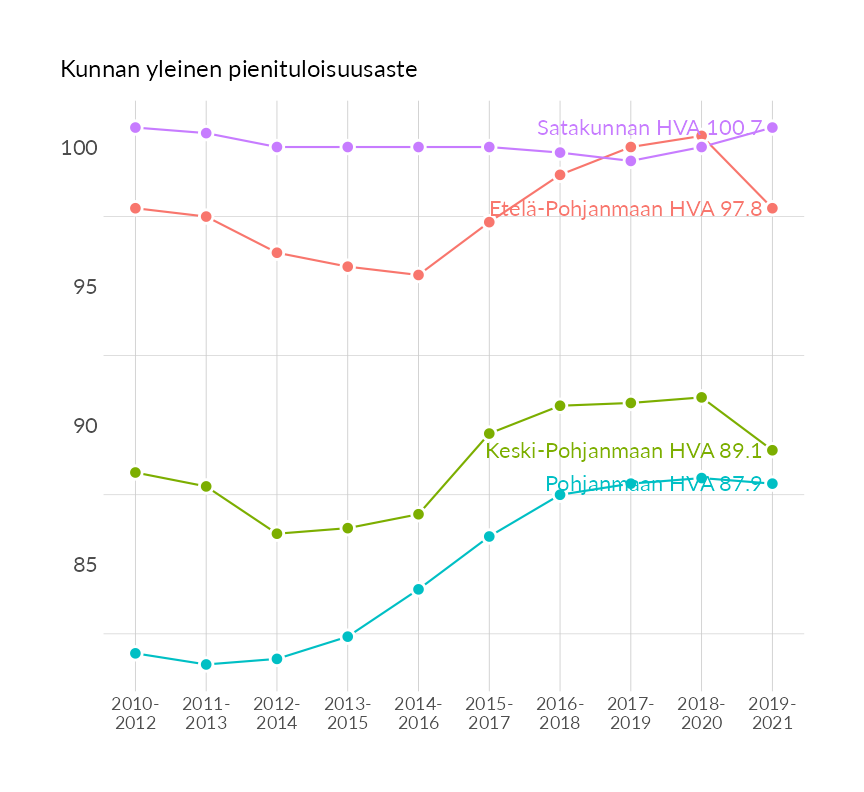 Kunnan yleinen pienituloisuusaste
Satakunnan HVA 100.7
100
Etelä-Pohjanmaan HVA 97.8
95
90
Keski-Pohjanmaan HVA 89.1
Pohjanmaan HVA 87.9
85
2010- 2011- 2012- 2013- 2014- 2015- 2016- 2017- 2018- 2019-
2012 2013 2014 2015 2016 2017 2018 2019 2020 2021